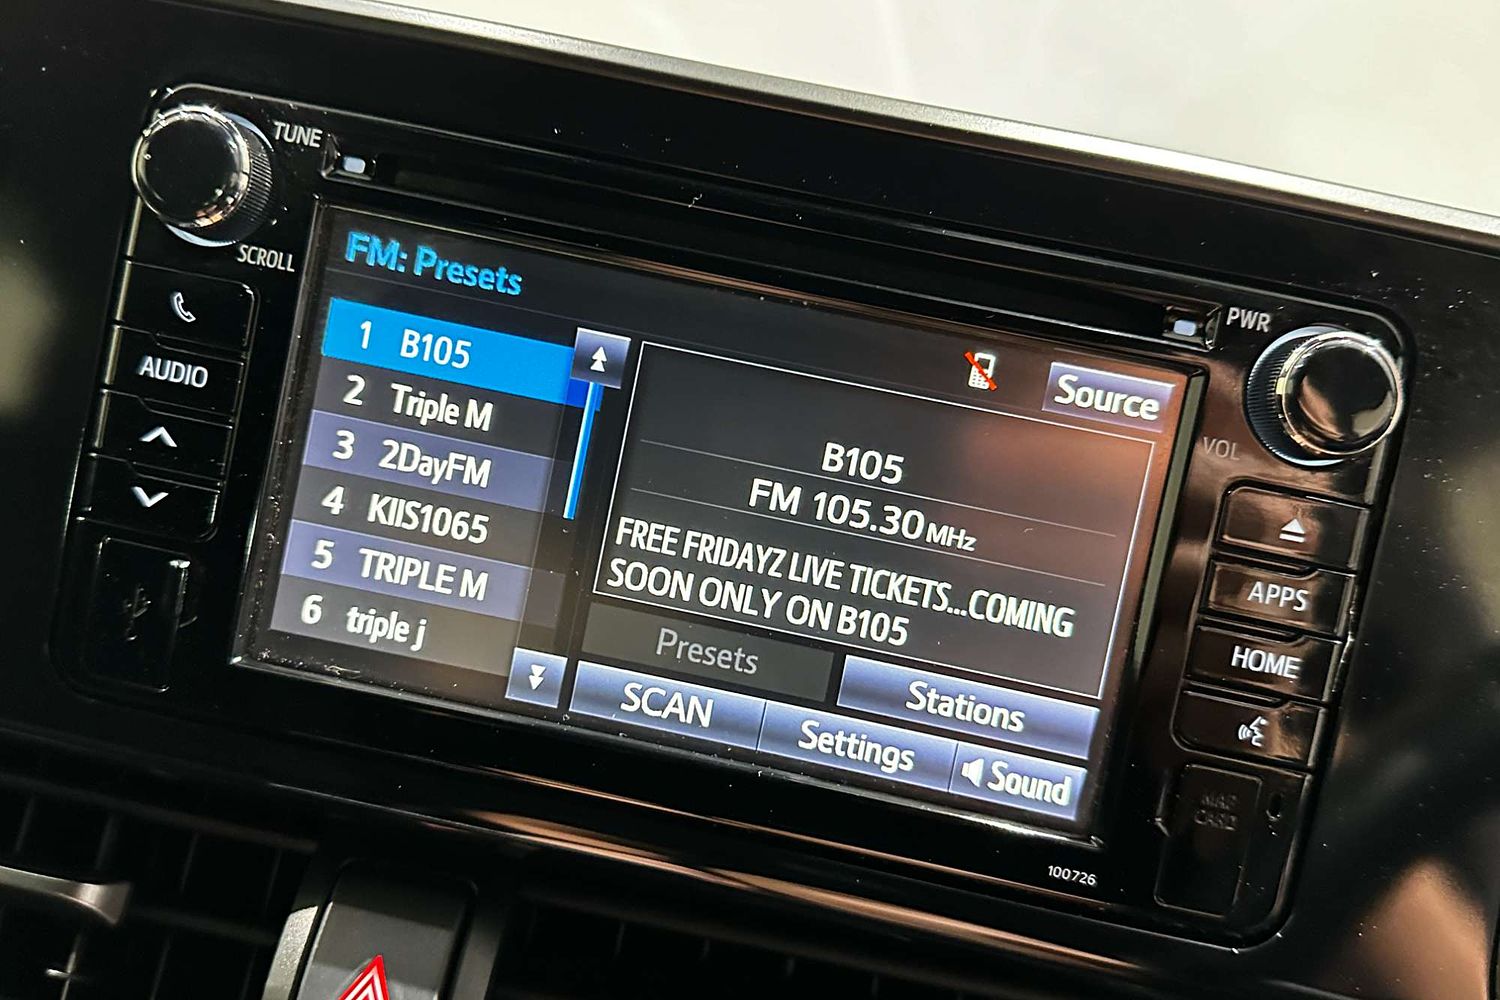 TUNE
SCROLL
AUDIO
FM: Presets
1 B105
2 Triple M
3 2DayFM
4 KIIS1065
5 TRIPLE M
6 triple j
Source
B105
FM 105.30MHz
FREE FRIDAYZ LIVE TICKETS...COMING
SOON ONLY ON B105
Presets
Stations
SCAN
Settings
Sound
PWR
VOL
APPS
HOME
MAP
CARD
100726